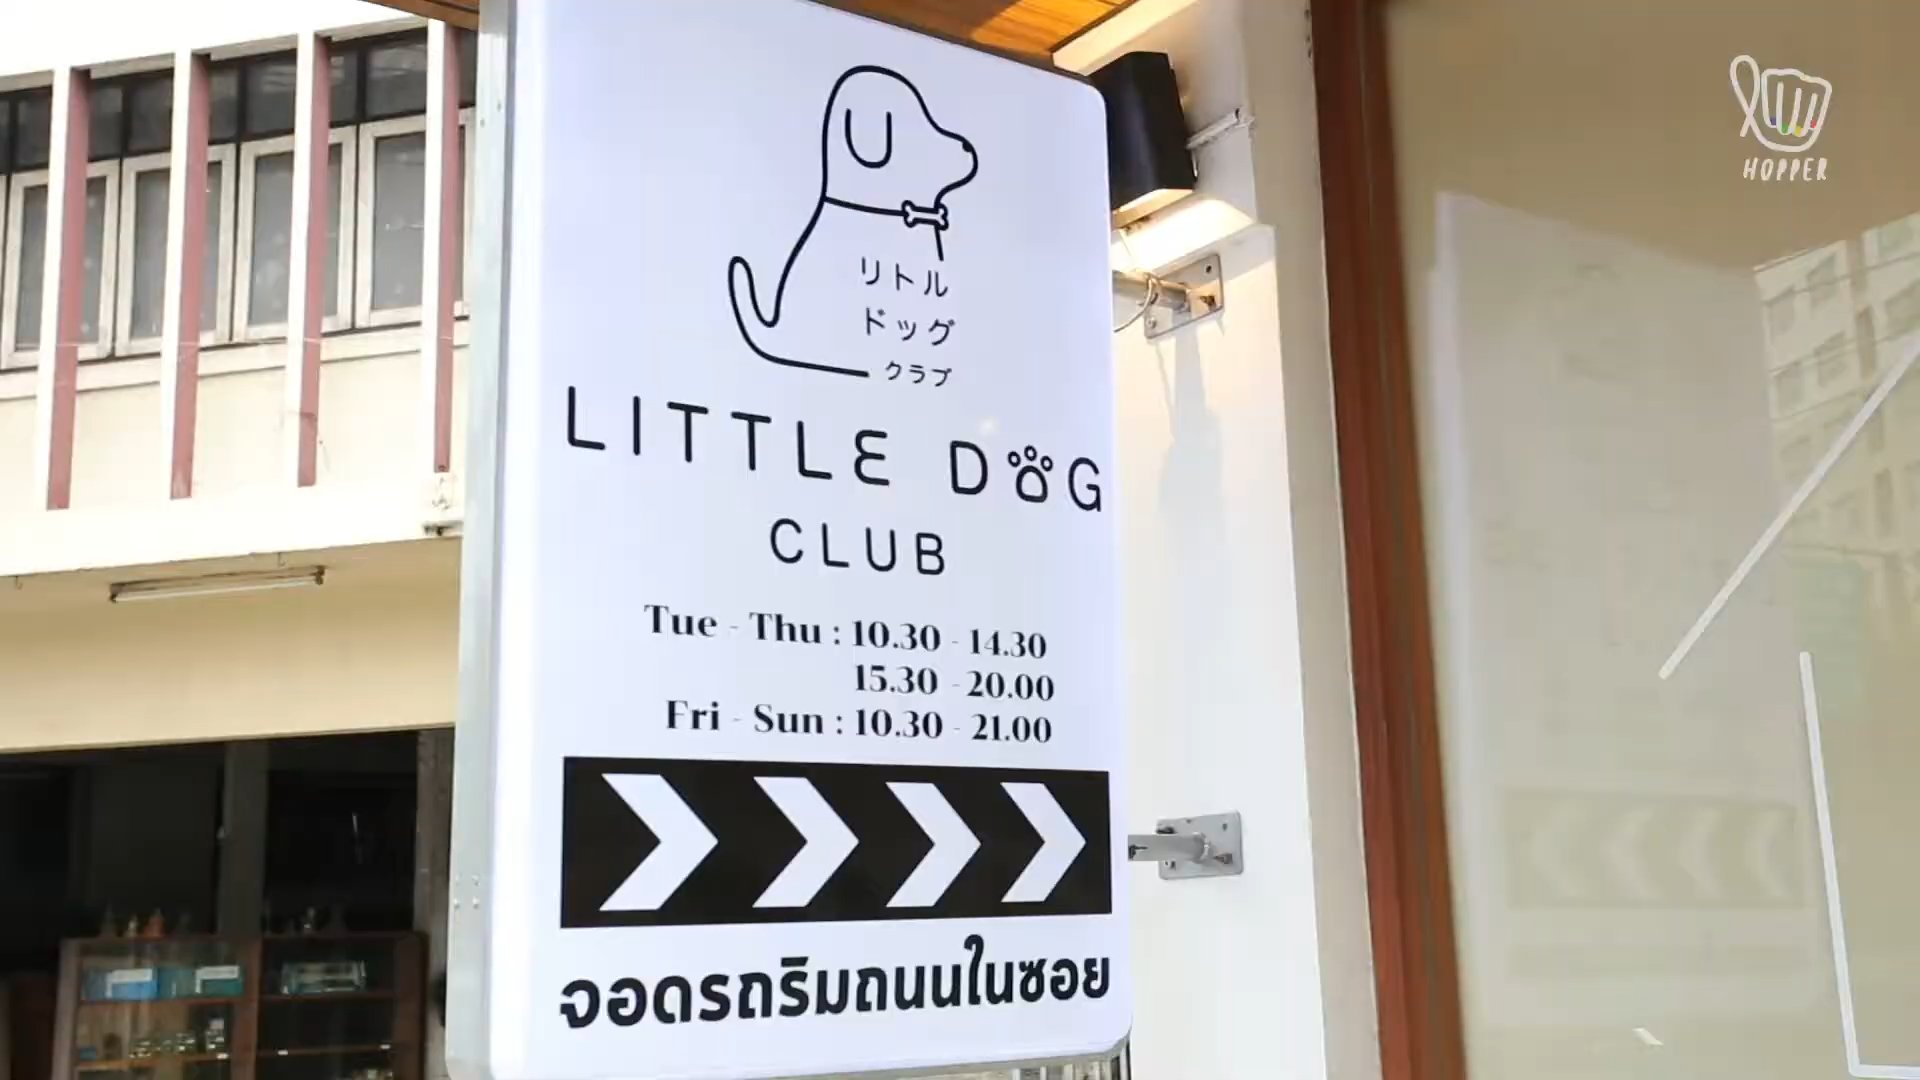 HOPPER
リトル
ドッグ
クラブ
LITTLE DOG
CLUB
Tue - Thu : 10.30 - 14.30
15.30 - 20.00
Fri - Sun : 10.30 - 21.00
จอดรถริมถนนในซอย